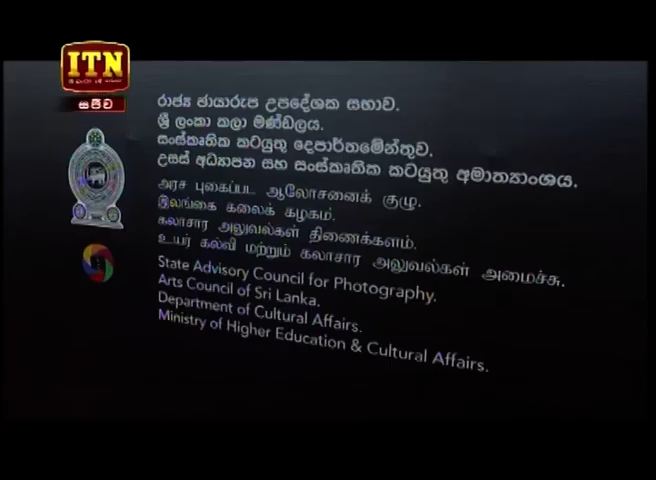 ITN
සජීව
රාජ්‍ය ඡායාරූප උපදේශක සභාව.
ශ්‍රී ලංකා කලා මණ්ඩලය.
සංස්කෘතික කටයුතු දෙපාර්තමේන්තුව.
උසස් අධ්‍යාපන සහ සංස්කෘතික කටයුතු අමාත්‍යාංශය.
அரச புகைப்பட ஆலோசனைக் குழு.
இலங்கை கலைக் கழகம்.
கலாசார அலுவல்கள் திணைக்களம்.
உயர் கல்வி மற்றும் கலாசார அலுவல்கள் அமைச்சு.
State Advisory Council for Photography.
Arts Council of Sri Lanka.
Department of Cultural Affairs.
Ministry of Higher Education & Cultural Affairs.